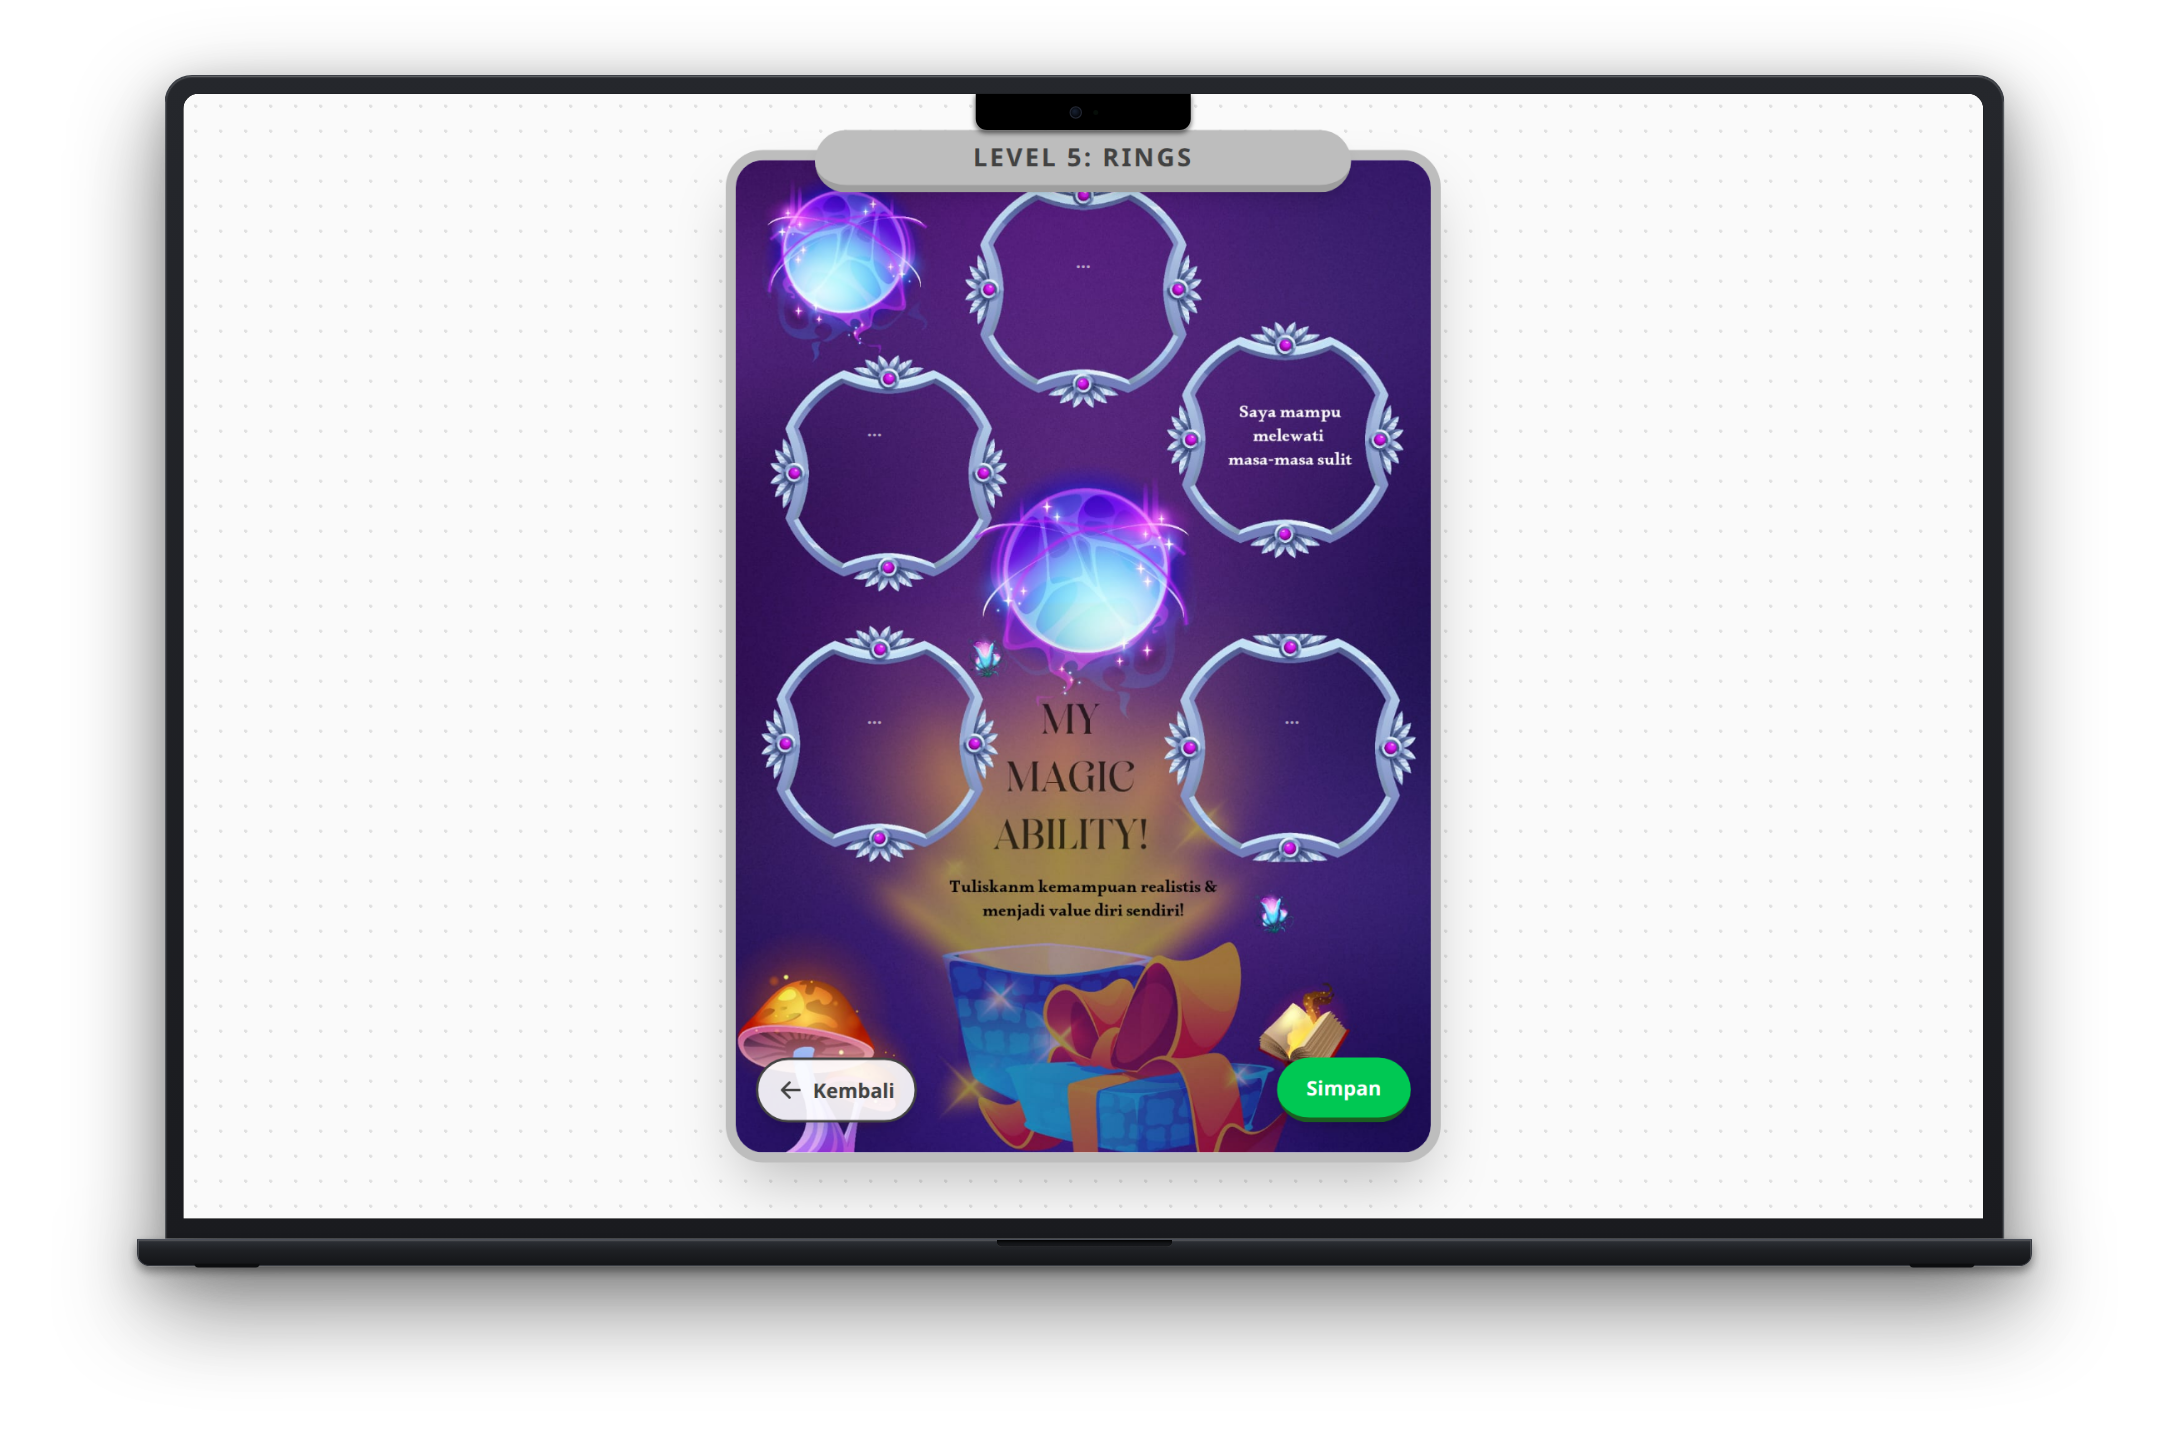 LEVEL 5: RINGS
...
Saya mampu
melewati
masa-masa sulit
...
...
...
MY
MAGIC
ABILITY!
Tuliskanm kemampuan realistis &
menjadi value diri sendiri!
Kembali
Simpan